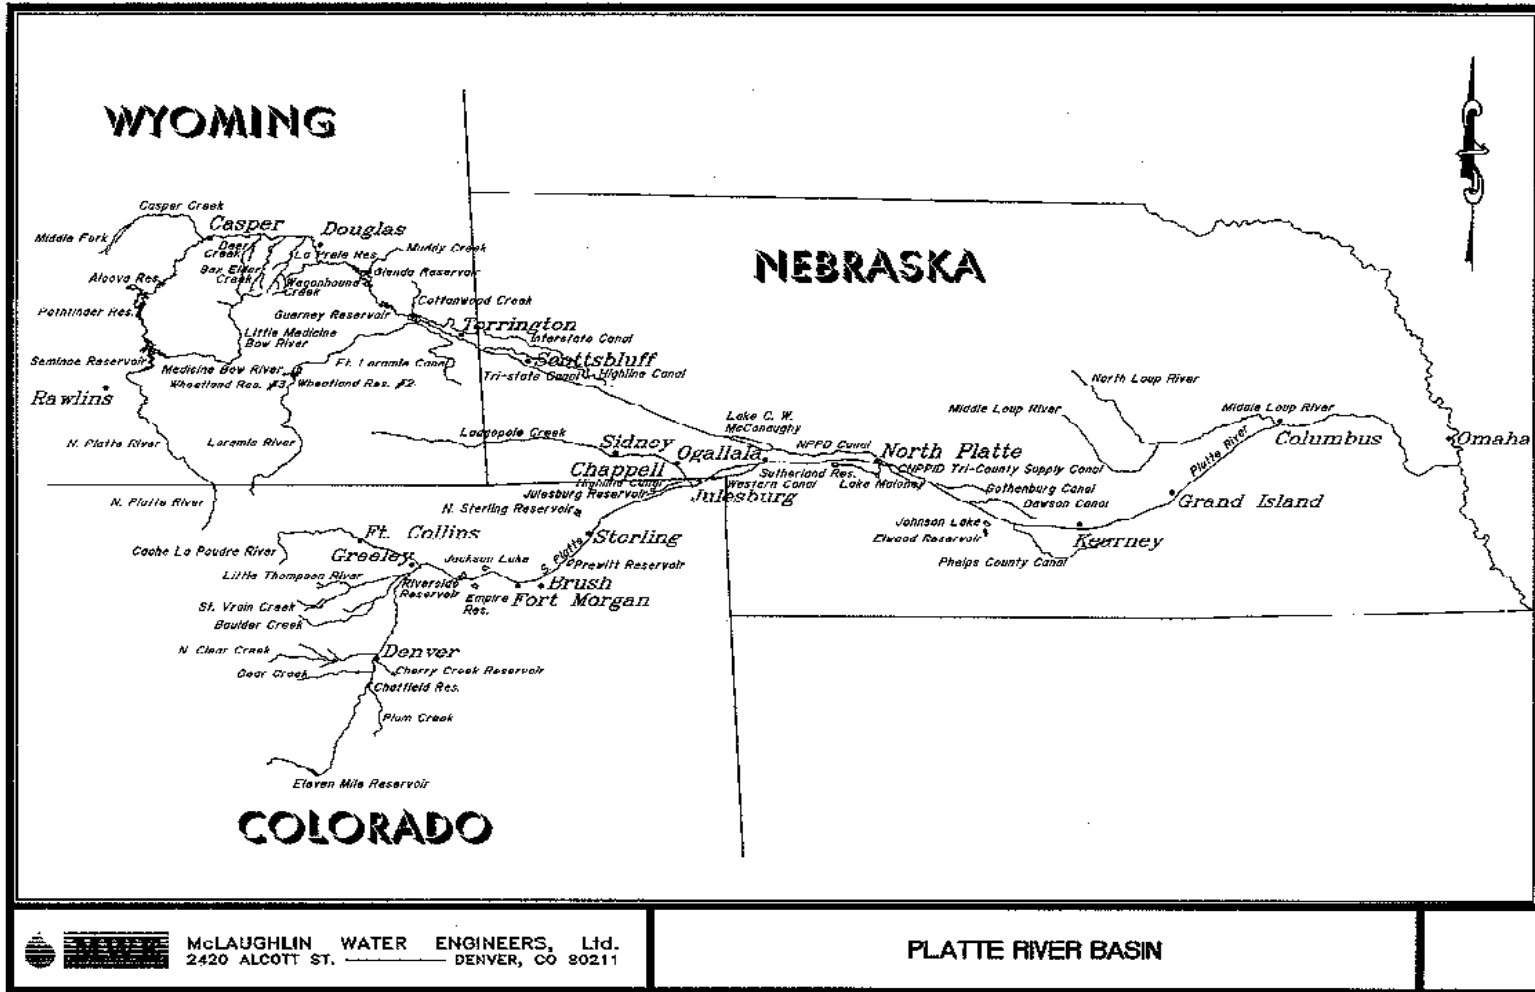 WYOMING
NEBRASKA
COLORADO
Casper Creek
Middle Fork
Casper
Douglas
Deer
Creek
La Prele Res.
Muddy Creek
Alcova Res.
Box Elder
Creek
Wagonhound
Creek
Glendo Reservoir
Cottonwood Creek
Pathfinder Res.
Guerney Reservoir
Torrington
Interstate Canal
Little Medicine
Bow River
Seminoe Reservoir
Medicine Bow River
Ft. Laramie Canal
Scottsbluff
Tri-state Canal
Highline Canal
Wheatland Res. #3
Wheatland Res. #2
Rawlins
N. Platte River
Laramie River
Lodgepole Creek
Sidney
Chappell
Ogallala
Lake C. W.
McConaughy
NPPD Canal
North Platte
CNPPID Tri-County Supply Canal
Middle Loup River
North Loup River
Middle Loup River
Platte River
Columbus
Omaha
Highline Canal
Julesburg Reservoir
Julesburg
Western Canal
Sutherland Res.
Lake Maloney
Gothenburg Canal
Dawson Canal
Grand Island
N. Platte River
N. Sterling Reservoir
Johnson Lake
Elwood Reservoir
Kearney
Phelps County Canal
Ft. Collins
Cache La Poudre River
Greeley
Sterling
S. Platte
Jackson Lake
Prewitt Reservoir
Little Thompson River
Riverside
Reservoir
Empire
Res.
Brush
Fort Morgan
St. Vrain Creek
Boulder Creek
N. Clear Creek
Denver
Cherry Creek Reservoir
Chatfield Res.
Plum Creek
Eleven Mile Reservoir
MWE
McLAUGHLIN WATER ENGINEERS, Ltd.
2420 ALCOTT ST. DENVER, CO 80211
PLATTE RIVER BASIN